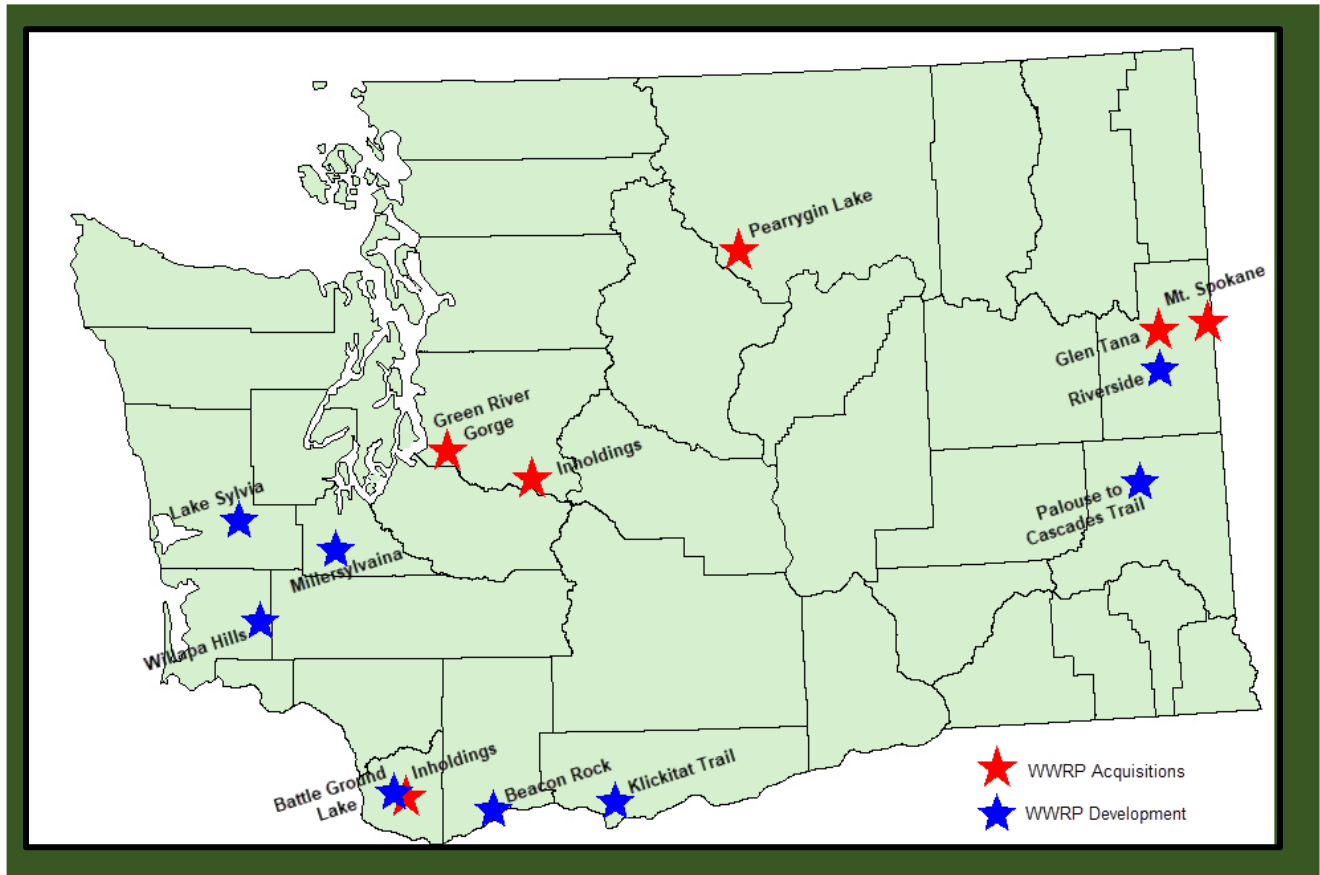 Pearrygin Lake
Mt. Spokane
Glen Tana
Riverside
Green River
Gorge
Inholdings
Lake Sylvia
Millersylvaina
Palouse to
Cascades Trail
Willapa Hills
Battle Ground
Lake
Inholdings
Beacon Rock
Klickitat Trail
WWRP Acquisitions
WWRP Development